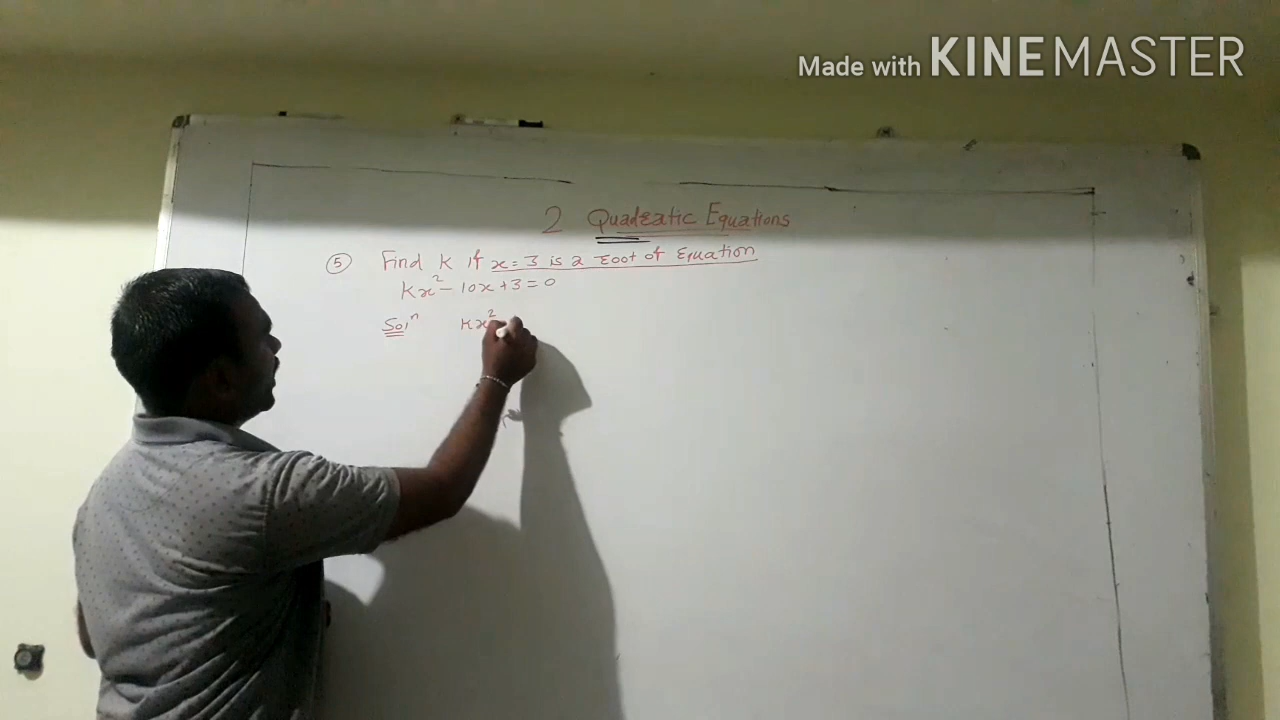 Made with KINEMASTER
2 Quadratic Equations
⑤ Find K if x = 3 is a root of Equation
Kx² - 10x + 3 = 0
Solⁿ Kx²